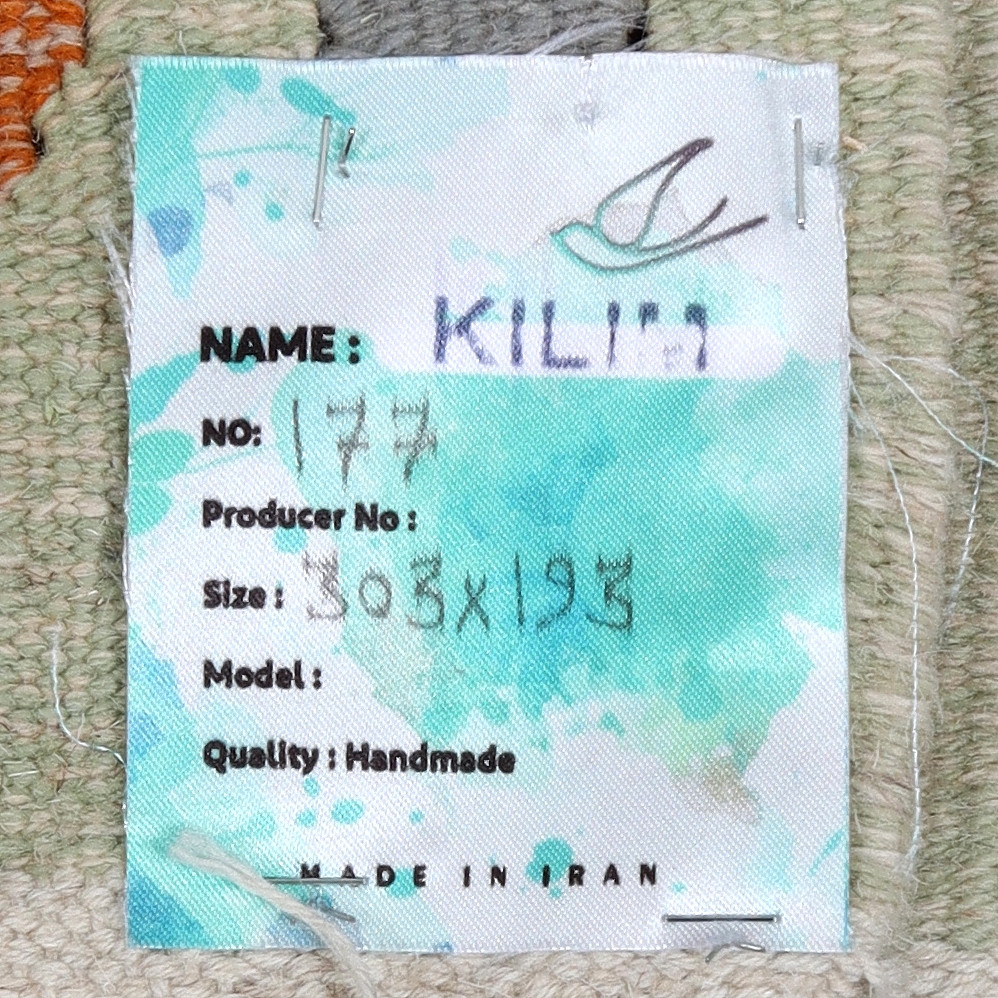 NAME : KILIM
NO: 177
Producer No :
Size : 303x193
Model :
Quality : Handmade
MADE IN IRAN